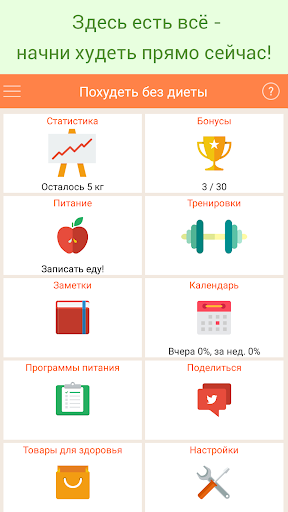 Здесь есть всё -
начни худеть прямо сейчас!
Похудеть без диеты ?
Статистика Бонусы
Осталось 5 кг 3 / 30
Питание Тренировки
Записать еду!
Заметки Календарь
Вчера 0%, за нед. 0%
Программы питания Поделиться
Товары для здоровья Настройки